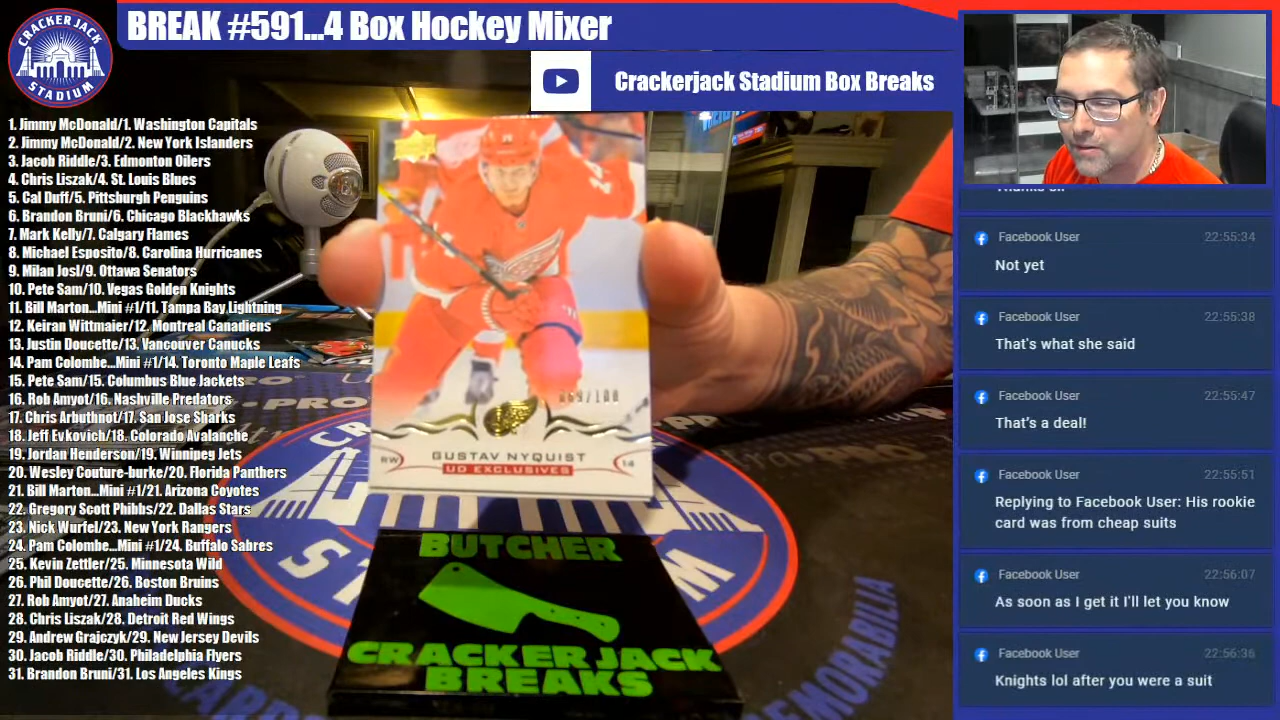 CRACKER JACK
STADIUM
BREAK #591...4 Box Hockey Mixer
Crackerjack Stadium Box Breaks
1. Jimmy McDonald/1. Washington Capitals
2. Jimmy McDonald/2. New York Islanders
3. Jacob Riddle/3. Edmonton Oilers
4. Chris Liszak/4. St. Louis Blues
5. Cal Duff/5. Pittsburgh Penguins
6. Brandon Bruni/6. Chicago Blackhawks
7. Mark Kelly/7. Calgary Flames
8. Michael Esposito/8. Carolina Hurricanes
9. Milan Josl/9. Ottawa Senators
10. Pete Sam/10. Vegas Golden Knights
11. Bill Marton...Mini #1/11. Tampa Bay Lightning
12. Keiran Wittmaier/12. Montreal Canadiens
13. Justin Doucette/13. Vancouver Canucks
14. Pam Colombe...Mini #1/14. Toronto Maple Leafs
15. Pete Sam/15. Columbus Blue Jackets
16. Rob Amyot/16. Nashville Predators
17. Chris Arbuthnot/17. San Jose Sharks
18. Jeff Evkovich/18. Colorado Avalanche
19. Jordan Henderson/19. Winnipeg Jets
20. Wesley Couture-burke/20. Florida Panthers
21. Bill Marton...Mini #1/21. Arizona Coyotes
22. Gregory Scott Phibbs/22. Dallas Stars
23. Nick Wurfel/23. New York Rangers
24. Pam Colombe...Mini #1/24. Buffalo Sabres
25. Kevin Zettler/25. Minnesota Wild
26. Phil Doucette/26. Boston Bruins
27. Rob Amyot/27. Anaheim Ducks
28. Chris Liszak/28. Detroit Red Wings
29. Andrew Grajczyk/29. New Jersey Devils
30. Jacob Riddle/30. Philadelphia Flyers
31. Brandon Bruni/31. Los Angeles Kings
RW
GUSTAV NYQUIST
14
UD EXCLUSIVES
BUTCHER
CRACKER JACK
BREAKS
Facebook User 22:55:34
Not yet
Facebook User 22:55:38
That's what she said
Facebook User 22:55:47
That's a deal!
Facebook User 22:55:51
Replying to Facebook User: His rookie
card was from cheap suits
Facebook User 22:56:07
As soon as I get it I'll let you know
Facebook User 22:56:36
Knights lol after you were a suit